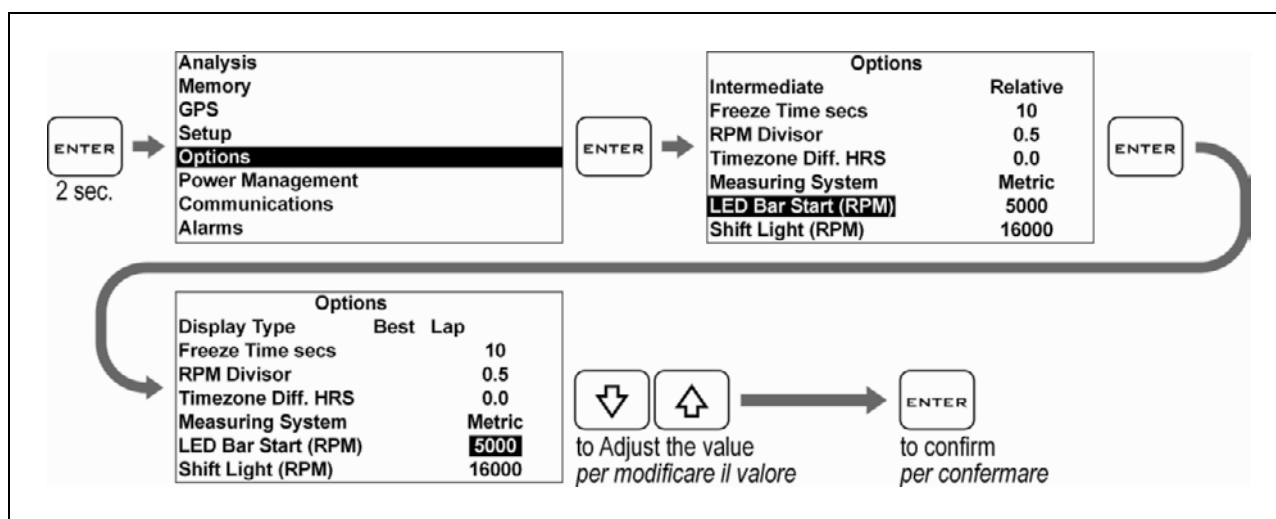 Analysis
Memory
GPS
Setup
Options
Power Management
Communications
Alarms
ENTER
2 sec.
ENTER
Options
Intermediate Relative
Freeze Time secs 10
RPM Divisor 0.5
Timezone Diff. HRS 0.0
Measuring System Metric
LED Bar Start (RPM) 5000
Shift Light (RPM) 16000
ENTER
Options
Display Type Best Lap
Freeze Time secs 10
RPM Divisor 0.5
Timezone Diff. HRS 0.0
Measuring System Metric
LED Bar Start (RPM) 5000
Shift Light (RPM) 16000
to Adjust the value
per modificare il valore
ENTER
to confirm
per confermare